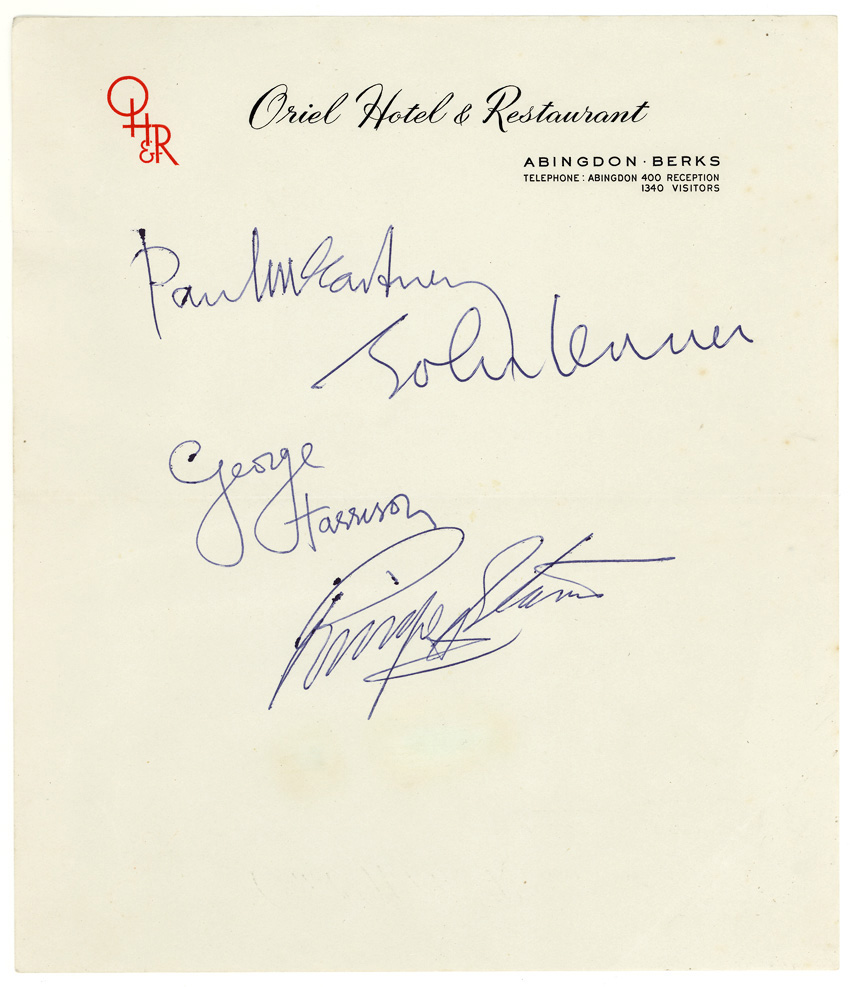 OH&R
Oriel Hotel & Restaurant
ABINGDON · BERKS
TELEPHONE : ABINGDON 400 RECEPTION
1340 VISITORS
Paul McCartney
John Lennon
George
Harrison
Ringo Starr